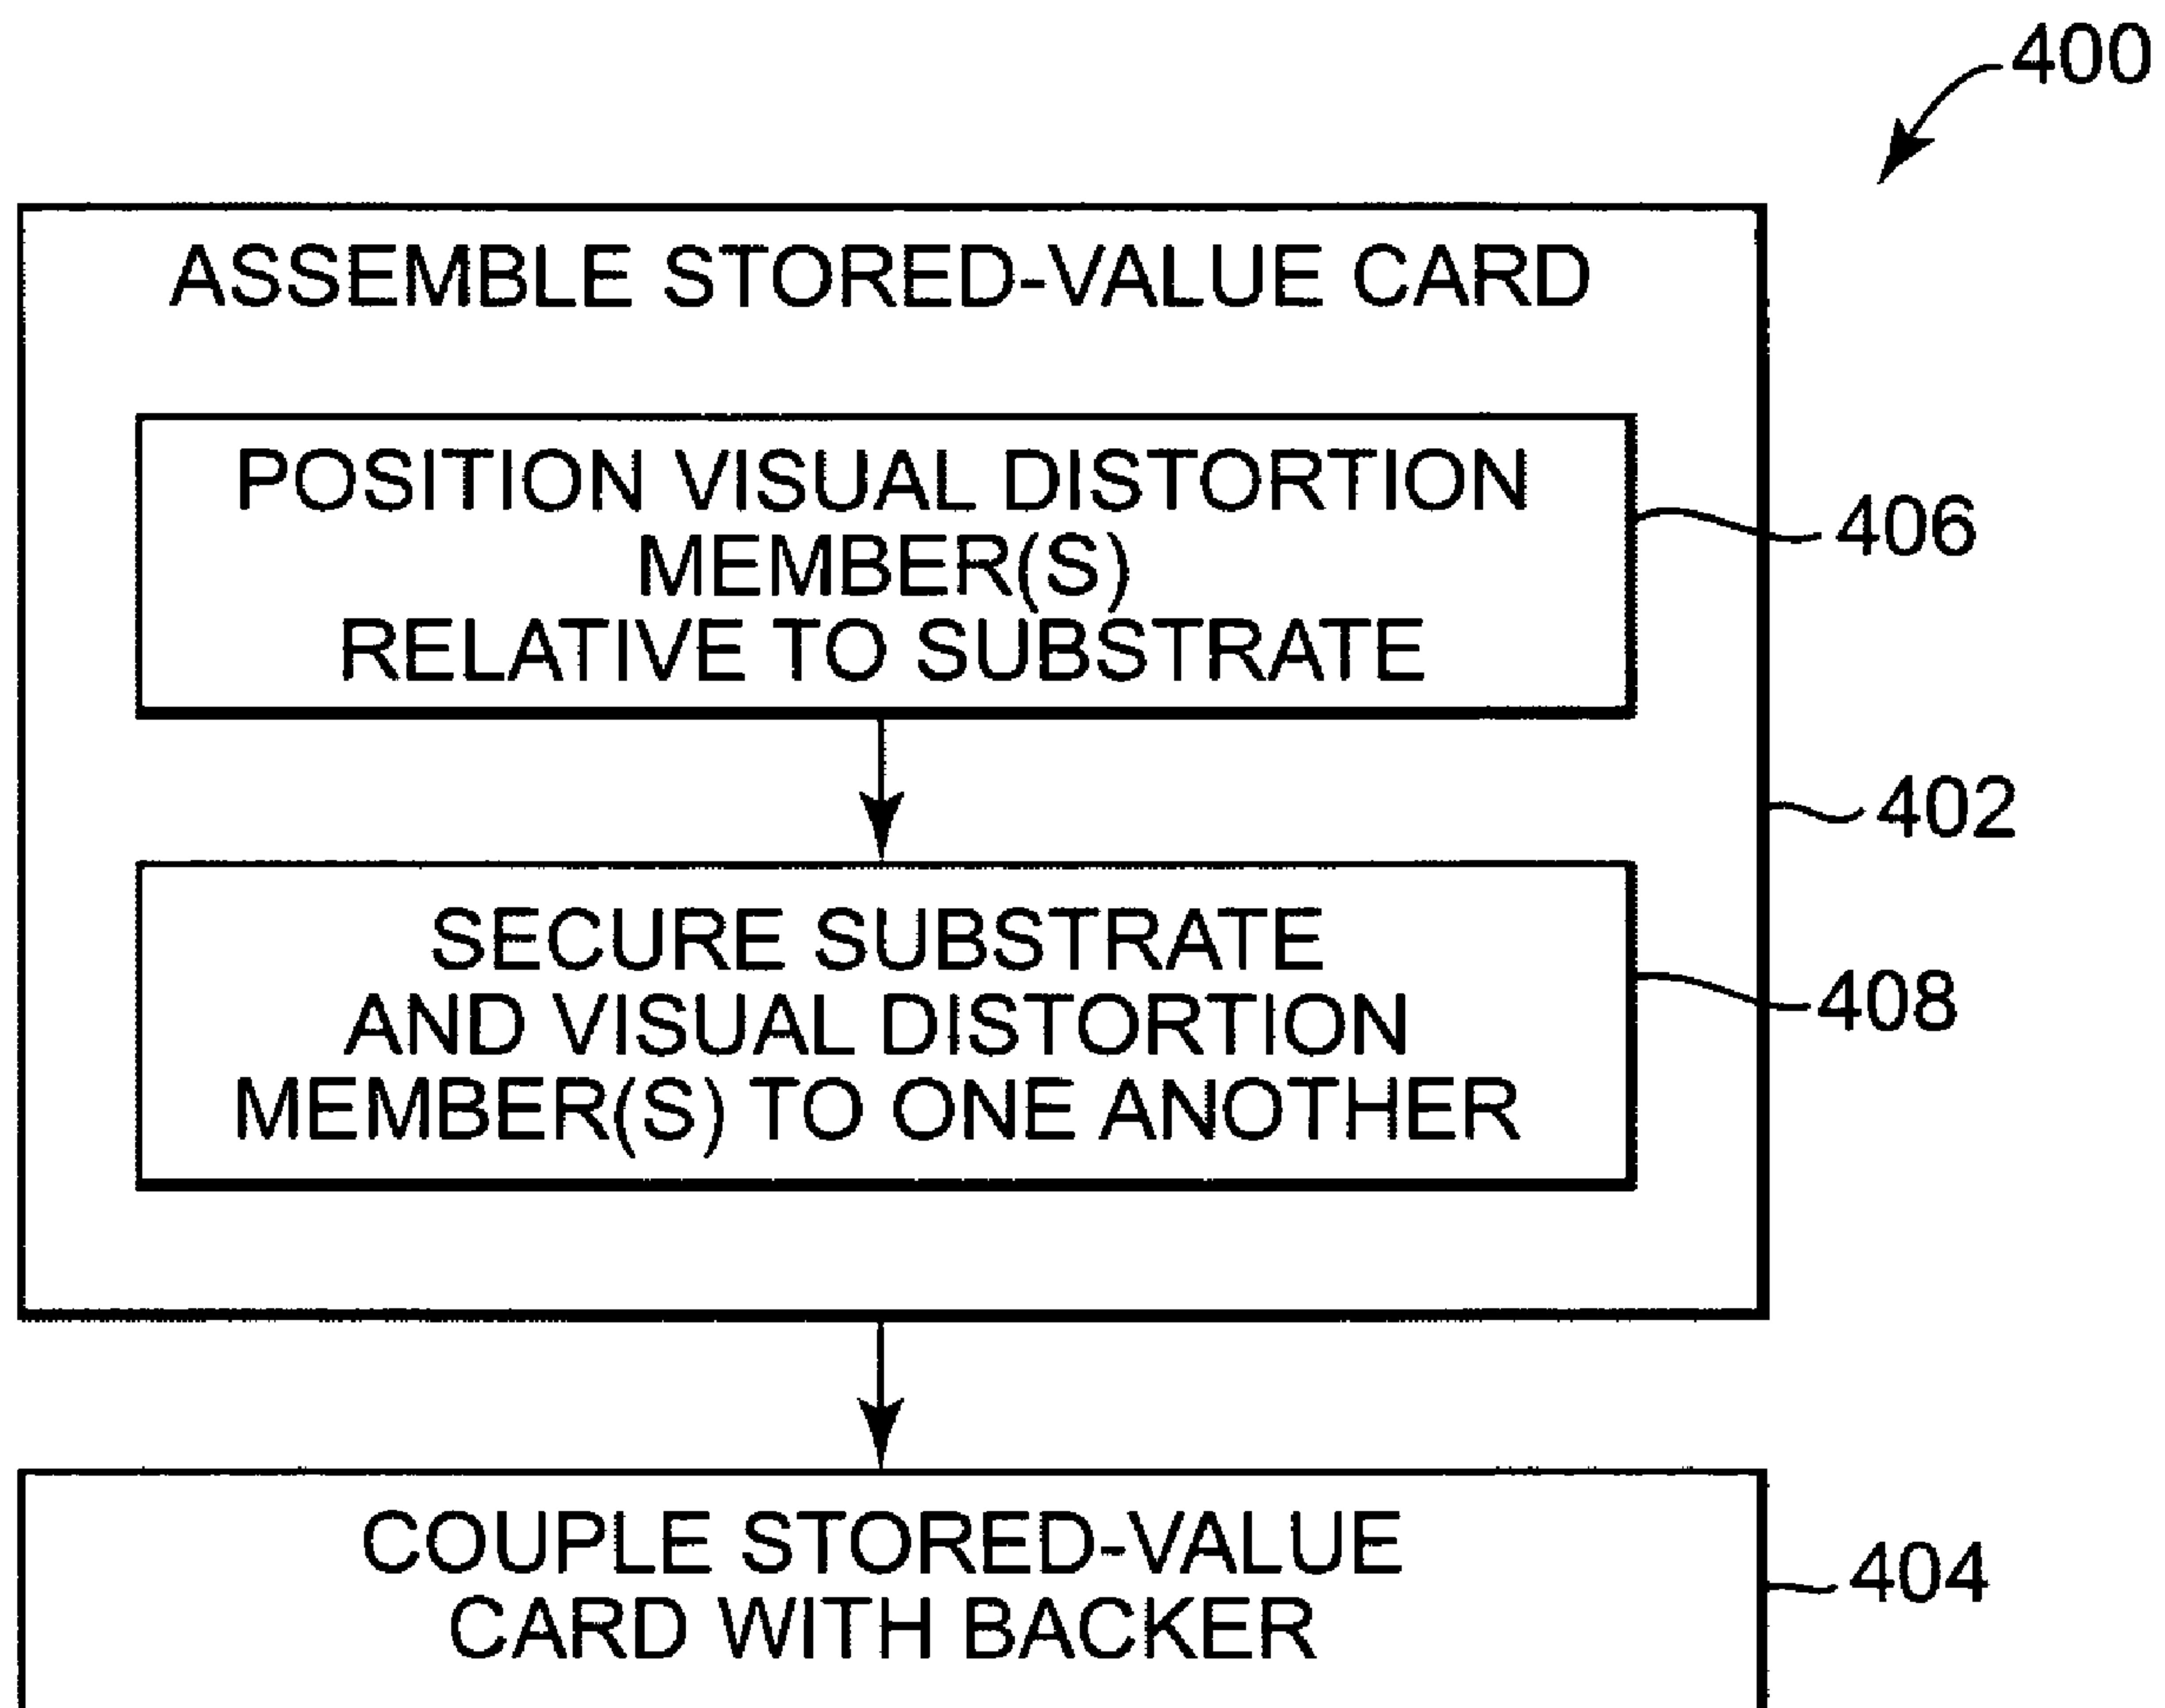 400
ASSEMBLE STORED-VALUE CARD
POSITION VISUAL DISTORTION
MEMBER(S)
RELATIVE TO SUBSTRATE
406
402
SECURE SUBSTRATE
AND VISUAL DISTORTION
MEMBER(S) TO ONE ANOTHER
408
COUPLE STORED-VALUE
CARD WITH BACKER
404